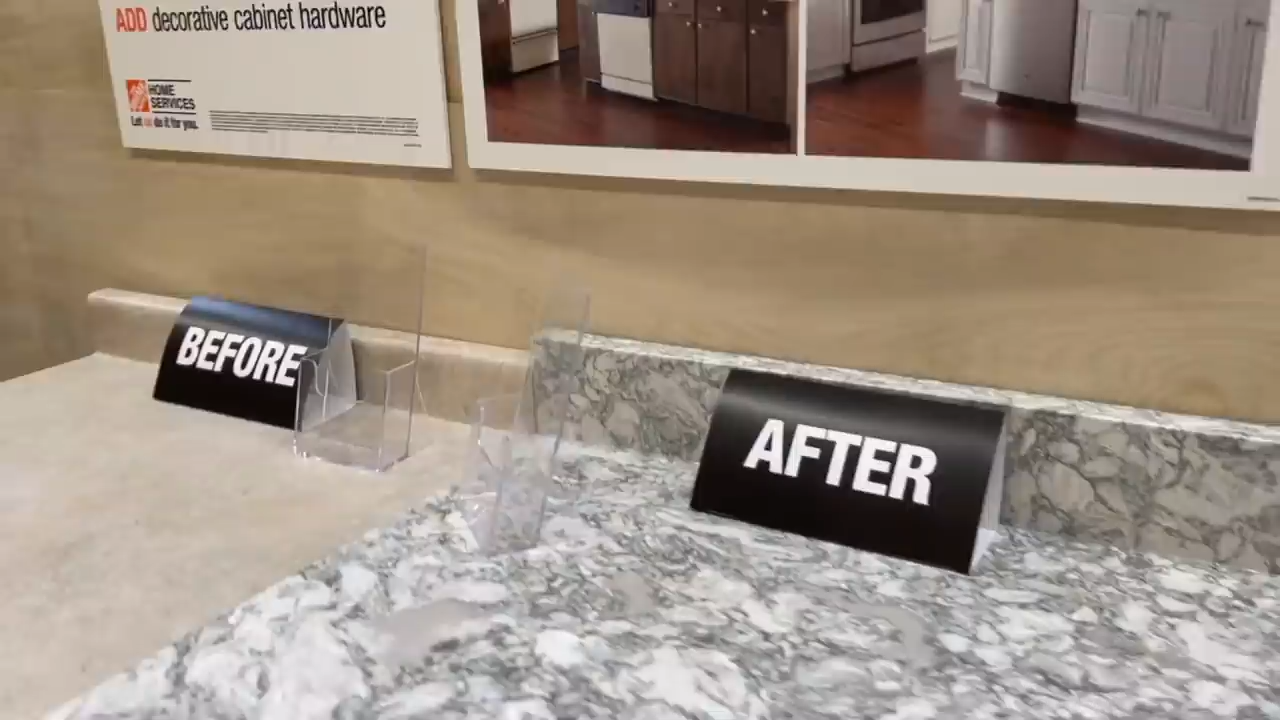 ADD decorative cabinet hardware
HOME
SERVICES
Let us do it for you.
BEFORE
AFTER